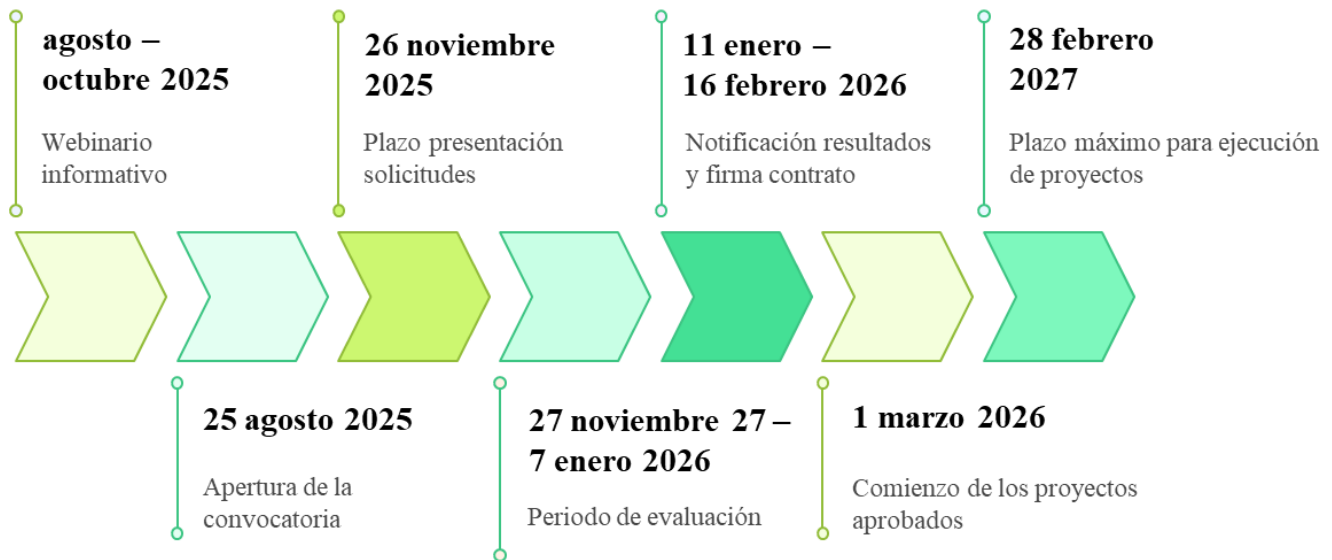 agosto –
octubre 2025
Webinario
informativo
26 noviembre
2025
Plazo presentación
solicitudes
11 enero –
16 febrero 2026
Notificación resultados
y firma contrato
28 febrero
2027
Plazo máximo para ejecución
de proyectos
25 agosto 2025
Apertura de la
convocatoria
27 noviembre 27 –
7 enero 2026
Periodo de evaluación
1 marzo 2026
Comienzo de los proyectos
aprobados